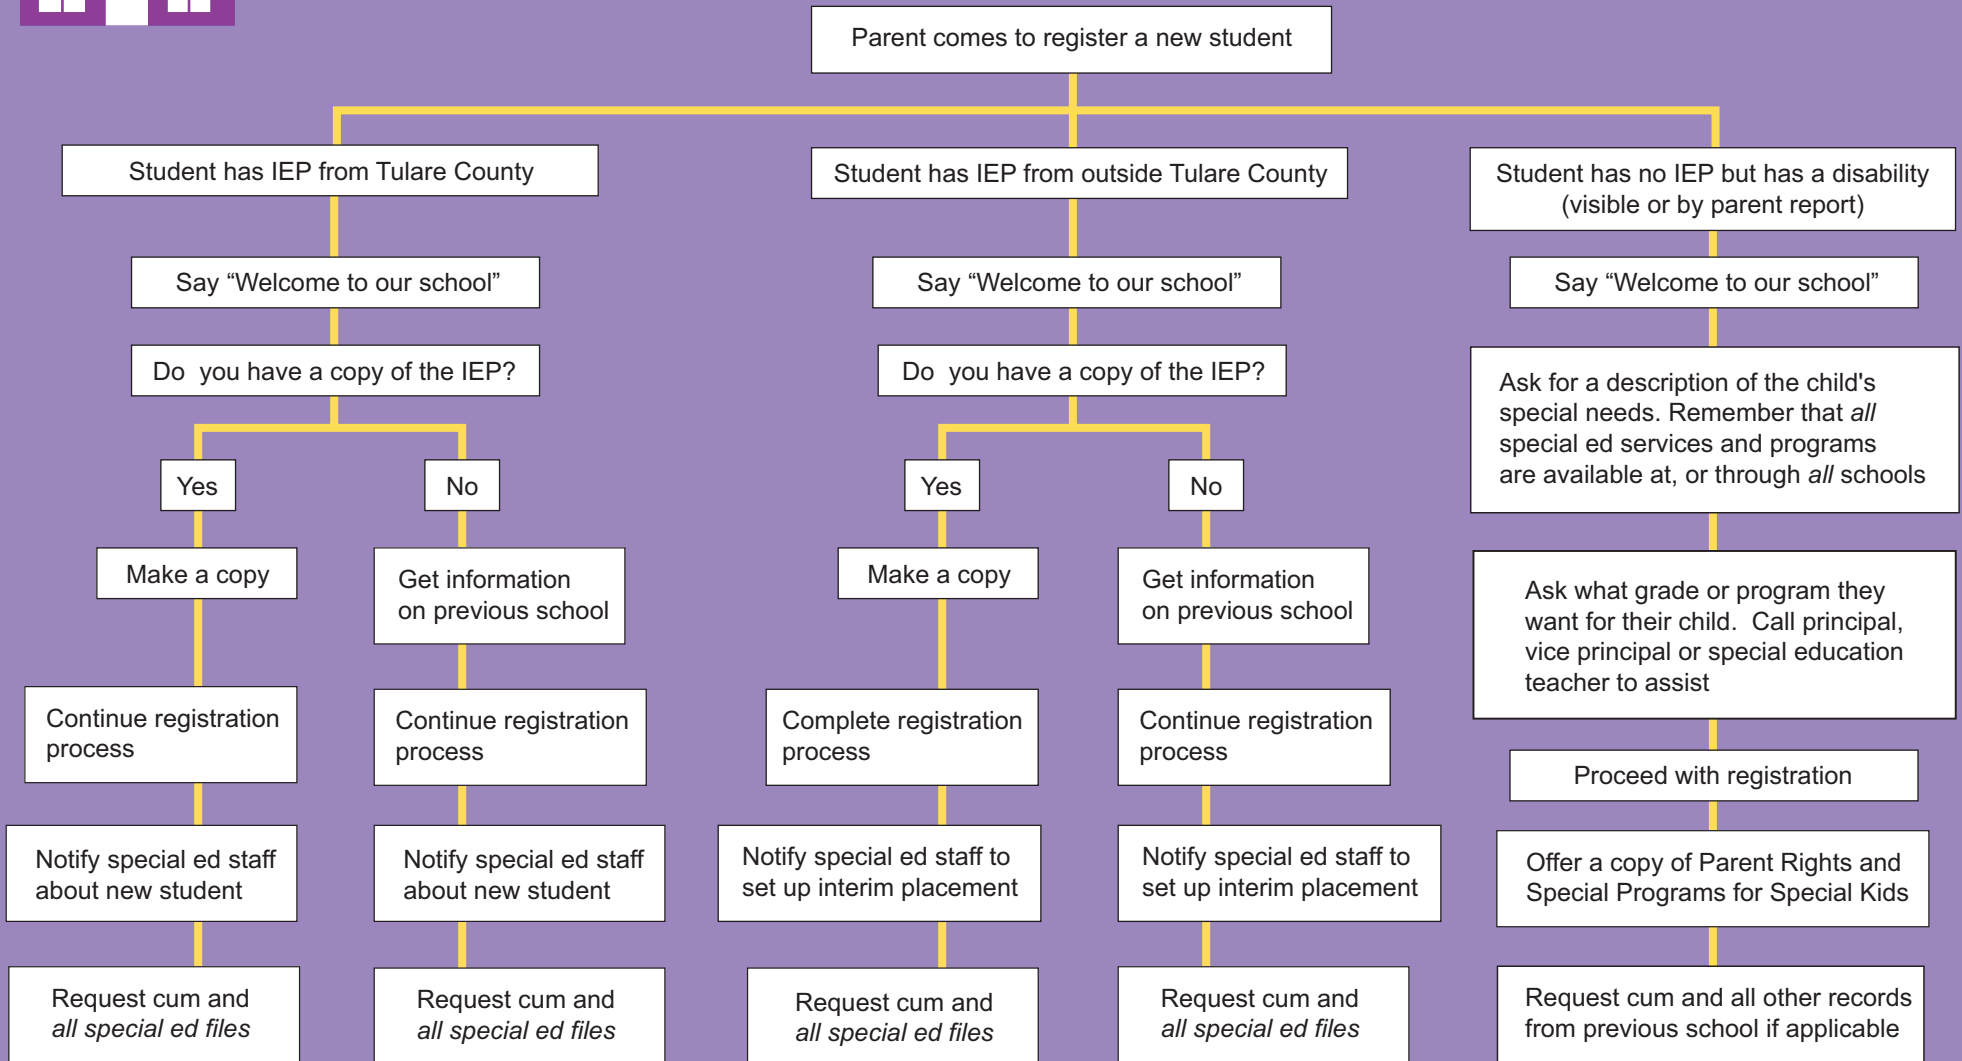 Parent comes to register a new student
Student has IEP from Tulare County
Say “Welcome to our school”
Do  you have a copy of the IEP?
Yes
Make a copy
Continue registration
process
Notify special ed staff
about new student
Request cum and
all special ed files
No
Get information
on previous school
Continue registration
process
Notify special ed staff
about new student
Request cum and
all special ed files
Student has IEP from outside Tulare County
Say “Welcome to our school”
Do  you have a copy of the IEP?
Yes
Make a copy
Complete registration
process
Notify special ed staff to
set up interim placement
Request cum and
all special ed files
No
Get information
on previous school
Continue registration
process
Notify special ed staff to
set up interim placement
Request cum and
all special ed files
Student has no IEP but has a disability
(visible or by parent report)
Say “Welcome to our school”
Ask for a description of the child's
special needs. Remember that all
special ed services and programs
are available at, or through all schools
Ask what grade or program they
want for their child.  Call principal,
vice principal or special education
teacher to assist
Proceed with registration
Offer a copy of Parent Rights and
Special Programs for Special Kids
Request cum and all other records
from previous school if applicable